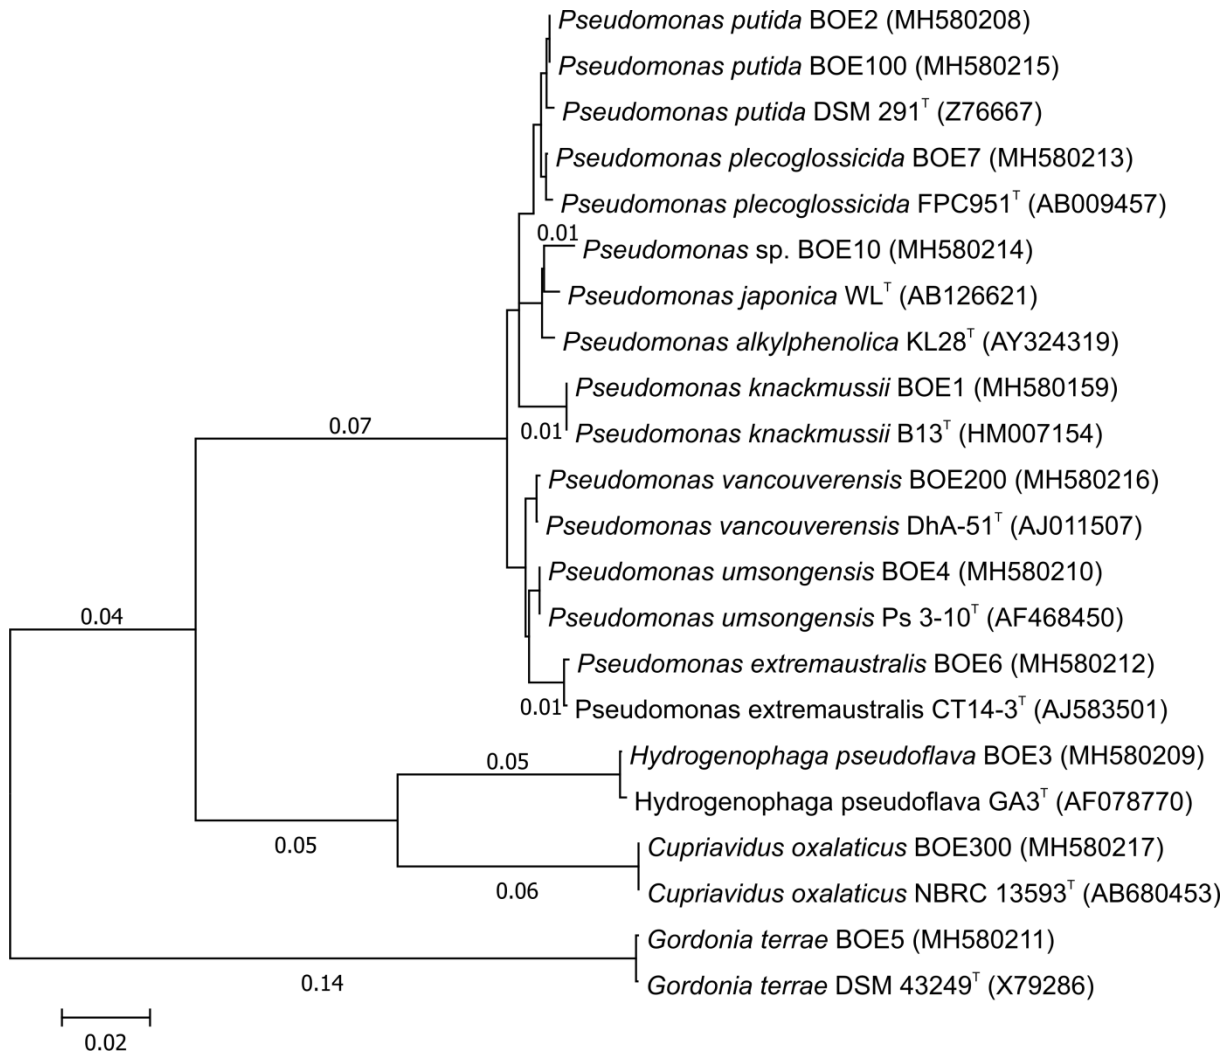 Pseudomonas putida BOE2 (MH580208)
Pseudomonas putida BOE100 (MH580215)
Pseudomonas putida DSM 291ᵀ (Z76667)
Pseudomonas plecoglossicida BOE7 (MH580213)
Pseudomonas plecoglossicida FPC951ᵀ (AB009457)
0.01
Pseudomonas sp. BOE10 (MH580214)
Pseudomonas japonica WLᵀ (AB126621)
Pseudomonas alkylphenolica KL28ᵀ (AY324319)
Pseudomonas knackmussii BOE1 (MH580159)
0.07
0.01
Pseudomonas knackmussii B13ᵀ (HM007154)
Pseudomonas vancouverensis BOE200 (MH580216)
Pseudomonas vancouverensis DhA-51ᵀ (AJ011507)
Pseudomonas umsongensis BOE4 (MH580210)
0.04
Pseudomonas umsongensis Ps 3-10ᵀ (AF468450)
Pseudomonas extremaustralis BOE6 (MH580212)
0.01
Pseudomonas extremaustralis CT14-3ᵀ (AJ583501)
0.05
Hydrogenophaga pseudoflava BOE3 (MH580209)
Hydrogenophaga pseudoflava GA3ᵀ (AF078770)
0.05
Cupriavidus oxalaticus BOE300 (MH580217)
0.06
Cupriavidus oxalaticus NBRC 13593ᵀ (AB680453)
Gordonia terrae BOE5 (MH580211)
0.14
Gordonia terrae DSM 43249ᵀ (X79286)
0.02